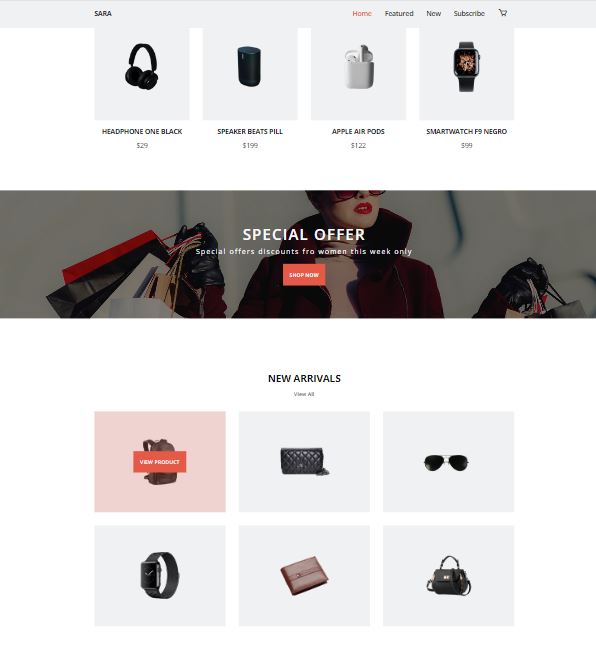 SARA
Home Featured New Subscribe
HEADPHONE ONE BLACK SPEAKER BEATS PILL APPLE AIR PODS SMARTWATCH F9 NEGRO
$29 $199 $122 $99
SPECIAL OFFER
Special offers discounts fro women this week only
SHOP NOW
NEW ARRIVALS
View All
VIEW PRODUCT